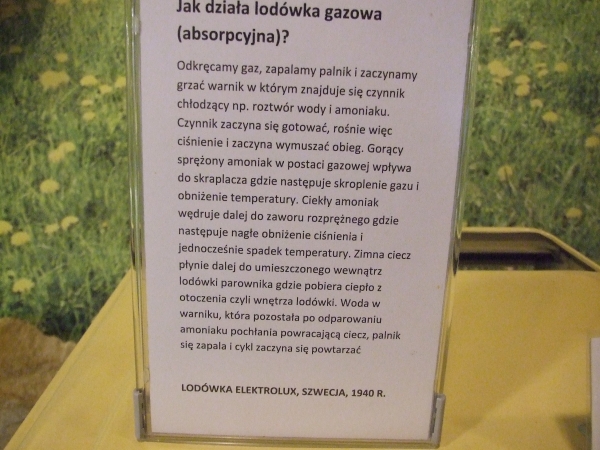 Jak działa lodówka gazowa
(absorpcyjna)?
Odkręcamy gaz, zapalamy palnik i zaczynamy
grzać warnik w którym znajduje się czynnik
chłodzący np. roztwór wody i amoniaku.
Czynnik zaczyna się gotować, rośnie więc
ciśnienie i zaczyna wymuszać obieg. Gorący
sprężony amoniak w postaci gazowej wpływa
do skraplacza gdzie następuje skroplenie gazu i
obniżenie temperatury. Ciekły amoniak
wędruje dalej do zaworu rozprężnego gdzie
następuje nagłe obniżenie ciśnienia i
jednocześnie spadek temperatury. Zimna ciecz
płynie dalej do umieszczonego wewnątrz
lodówki parownika gdzie pobiera ciepło z
otoczenia czyli wnętrza lodówki. Woda w
warniku, która pozostała po odparowaniu
amoniaku pochłania powracającą ciecz, palnik
się zapala i cykl zaczyna się powtarzać
LODÓWKA ELEKTROLUX, SZWECJA, 1940 R.